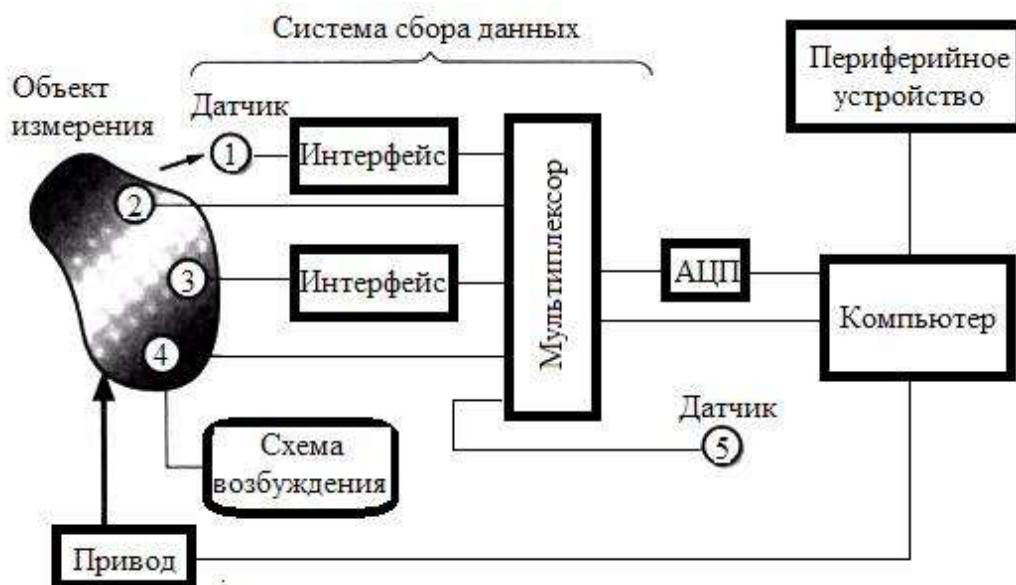 Система сбора данных
Периферийное
устройство
Объект
измерения
Датчик
1
Интерфейс
2
3
Интерфейс
4
Мультиплексор
АЦП
Компьютер
Датчик
5
Схема
возбуждения
Привод